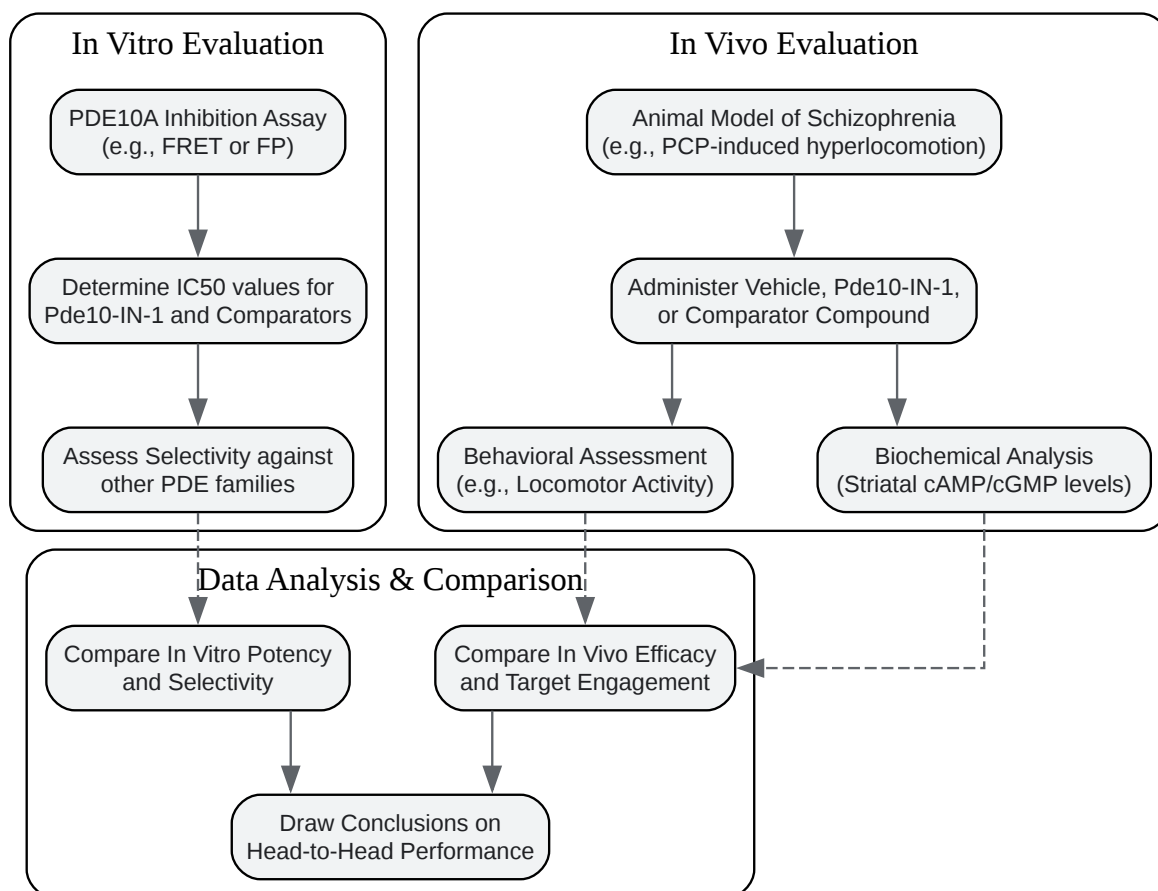 In Vitro Evaluation
PDE10A Inhibition Assay
(e.g., FRET or FP)
Determine IC50 values for
Pde10-IN-1 and Comparators
Assess Selectivity against
other PDE families
In Vivo Evaluation
Animal Model of Schizophrenia
(e.g., PCP-induced hyperlocomotion)
Administer Vehicle, Pde10-IN-1,
or Comparator Compound
Behavioral Assessment
(e.g., Locomotor Activity)
Biochemical Analysis
(Striatal cAMP/cGMP levels)
Data Analysis & Comparison
Compare In Vitro Potency
and Selectivity
Compare In Vivo Efficacy
and Target Engagement
Draw Conclusions on
Head-to-Head Performance